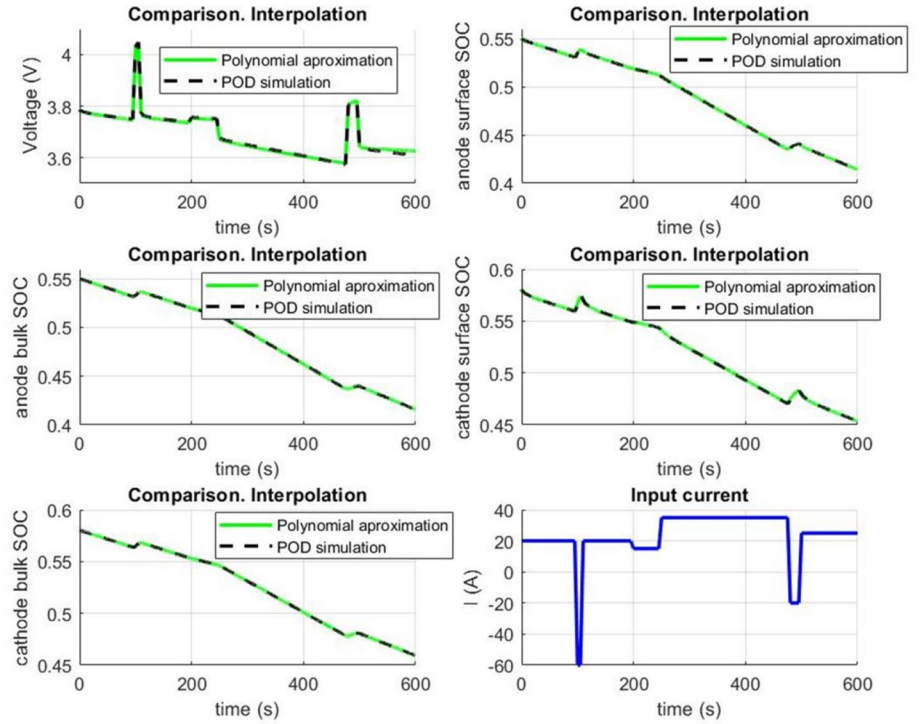 Comparison. Interpolation
Voltage (V)
4
3.8
3.6
Polynomial aproximation
POD simulation
0
200
400
600
time (s)
Comparison. Interpolation
anode surface SOC
0.55
0.5
0.45
0.4
Polynomial aproximation
POD simulation
0
200
400
600
time (s)
Comparison. Interpolation
anode bulk SOC
0.55
0.5
0.45
0.4
Polynomial aproximation
POD simulation
0
200
400
600
time (s)
Comparison. Interpolation
cathode surface SOC
0.6
0.55
0.5
0.45
Polynomial aproximation
POD simulation
0
200
400
600
time (s)
Comparison. Interpolation
cathode bulk SOC
0.6
0.55
0.5
0.45
Polynomial aproximation
POD simulation
0
200
400
600
time (s)
Input current
I (A)
40
20
0
-20
-40
-60
0
200
400
600
time (s)